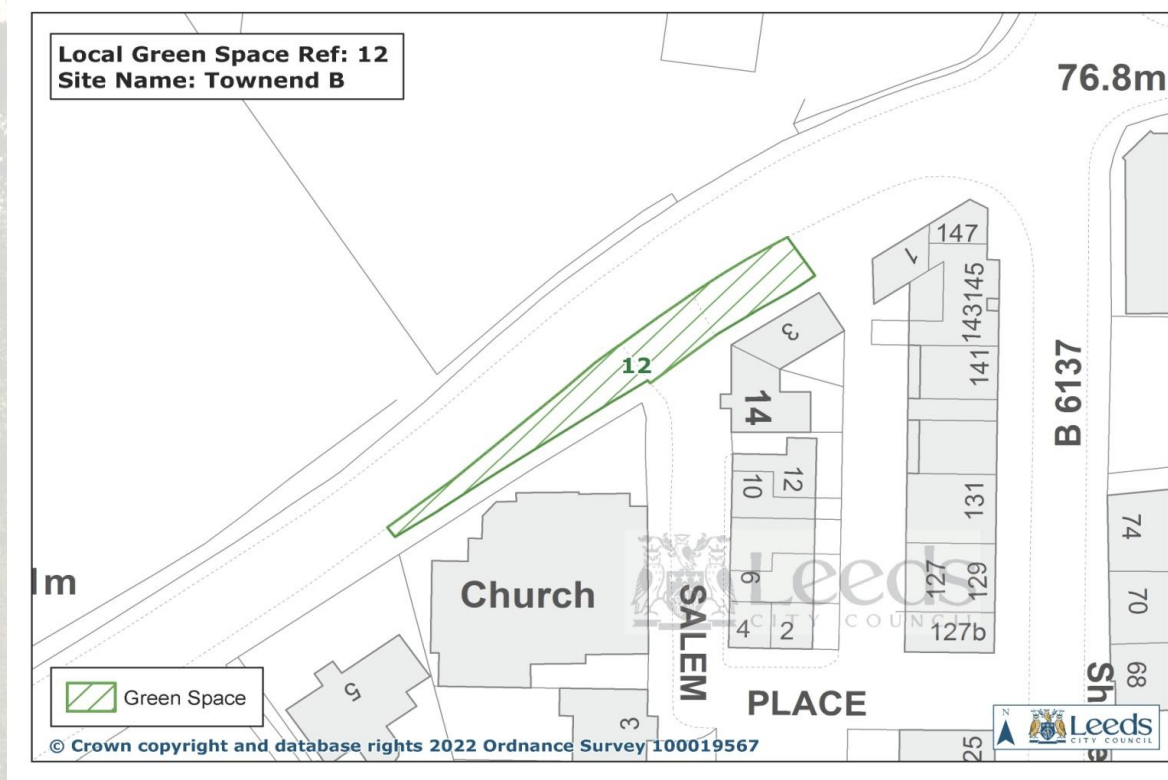 Local Green Space Ref: 12
Site Name: Townend B
76.8m
147
1
143145
3
141
12
B 6137
14
12
10
131
74
Leeds
CITY COUNCIL
6
127
129
70
Church
SALEM
4
2
127b
68
5
Green Space
PLACE
3
25
© Crown copyright and database rights 2022 Ordnance Survey 100019567
N
Leeds
CITY COUNCIL